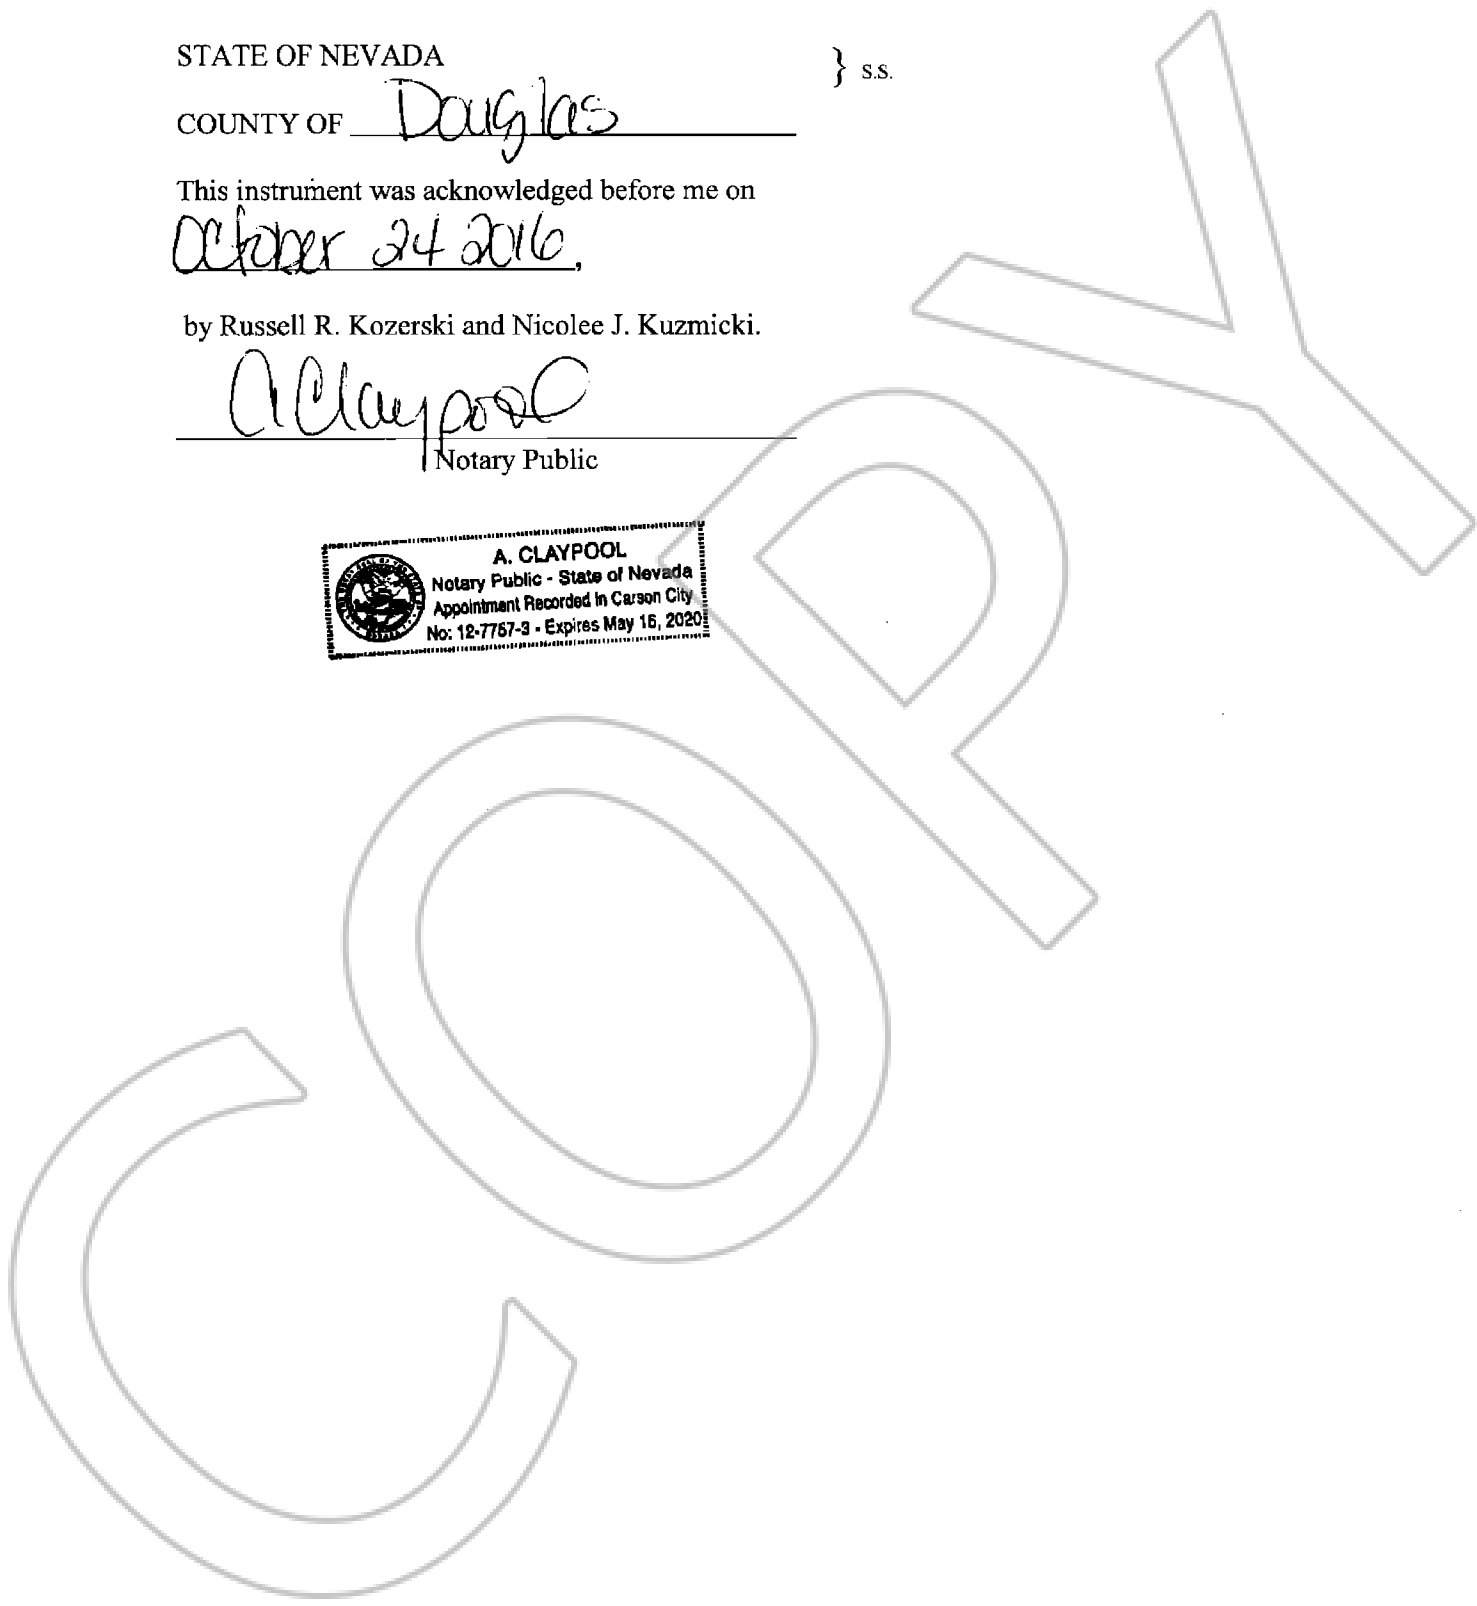 STATE OF NEVADA } s.s.
COUNTY OF Douglas
This instrument was acknowledged before me on
October 24 2016,
by Russell R. Kozerski and Nicolee J. Kuzmicki.
A Claypool
Notary Public
A. CLAYPOOL
Notary Public - State of Nevada
Appointment Recorded in Carson City
No: 12-7767-3 - Expires May 16, 2020
COPY